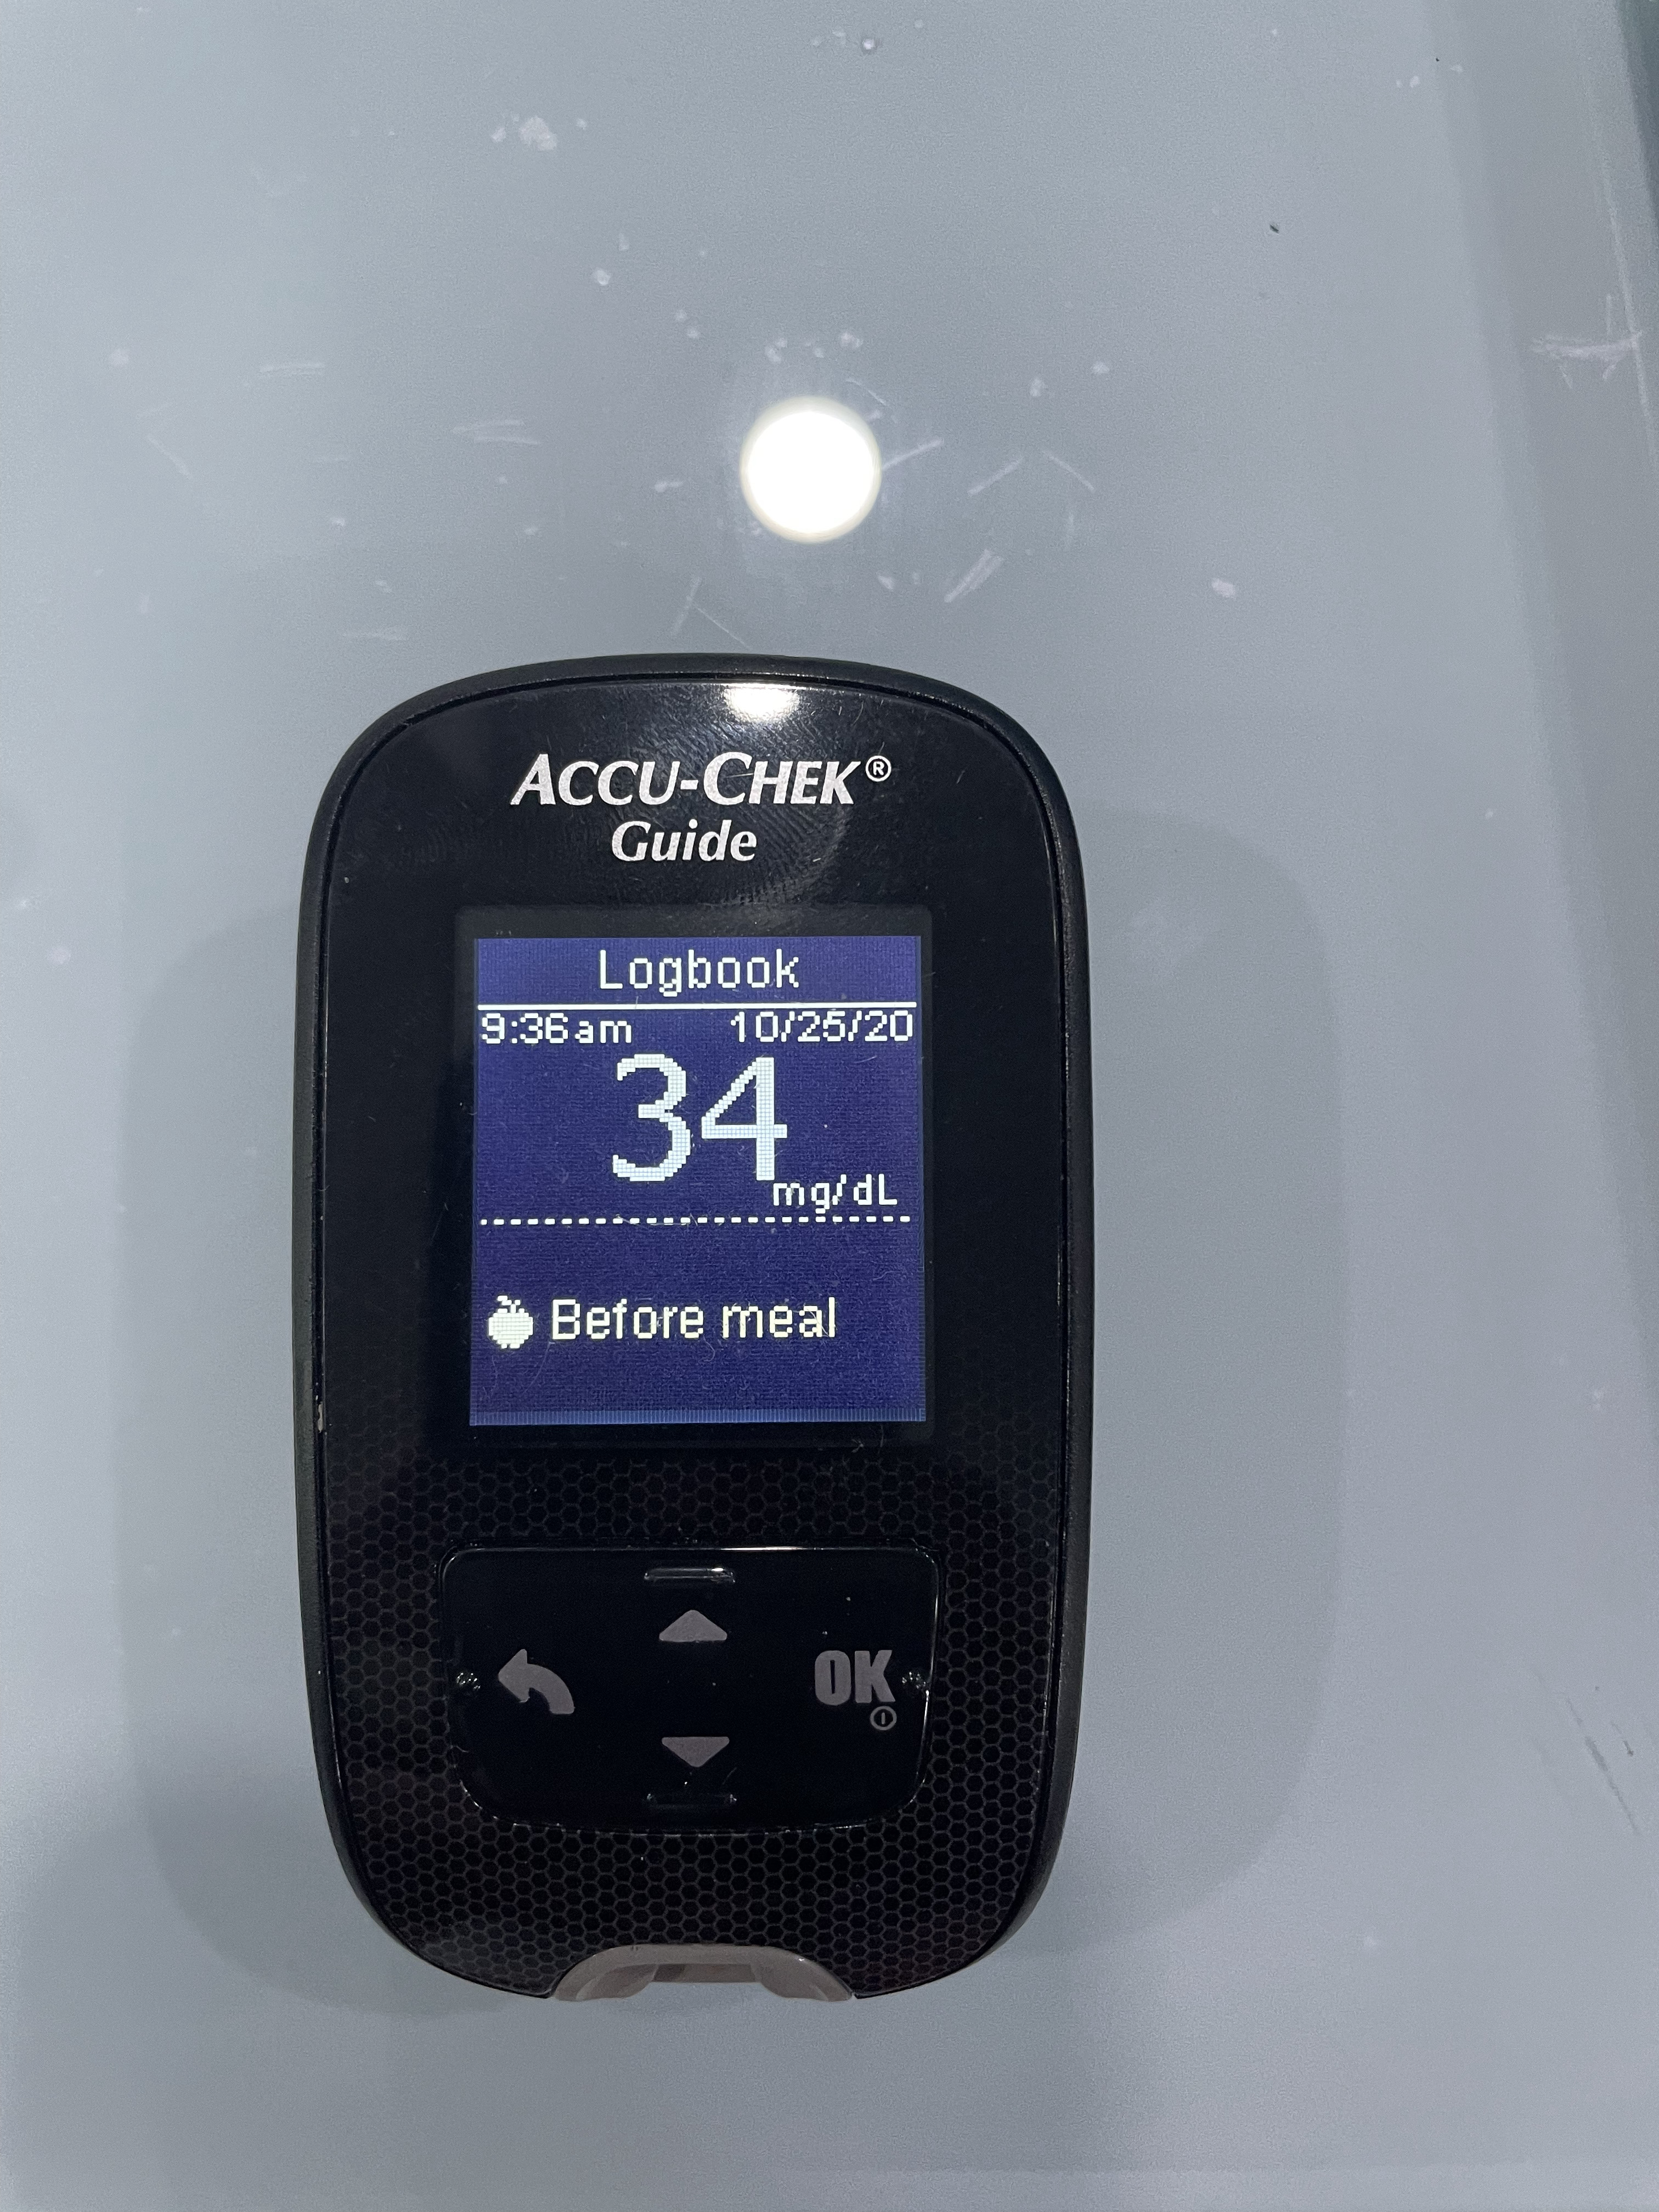 ACCU-CHEK®
Guide
Logbook
9:36am 10/25/20
34
mg/dL
Before meal
OK